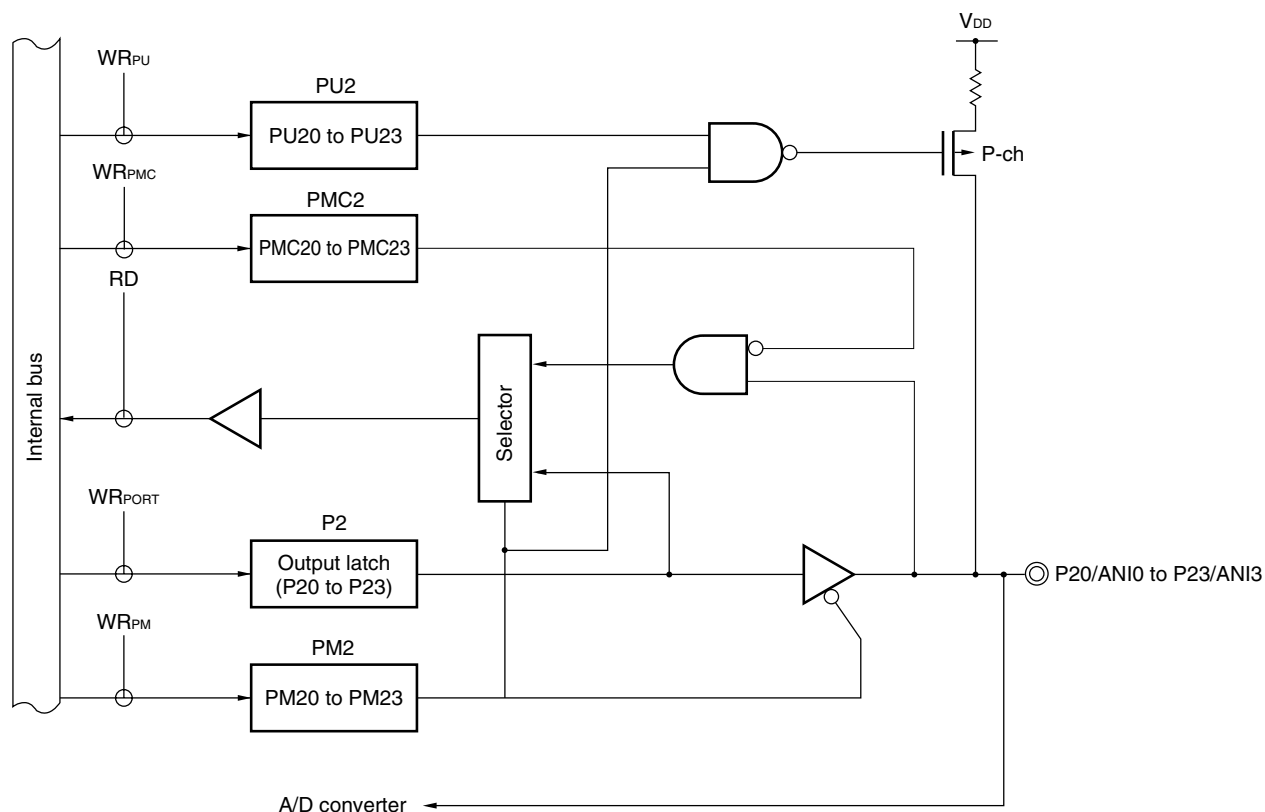 VDD
WRPU
PU2
PU20 to PU23
P-ch
WRPMC
PMC2
PMC20 to PMC23
RD
Internal bus
Selector
WRPORT
P2
Output latch
(P20 to P23)
P20/ANI0 to P23/ANI3
WRPM
PM2
PM20 to PM23
A/D converter